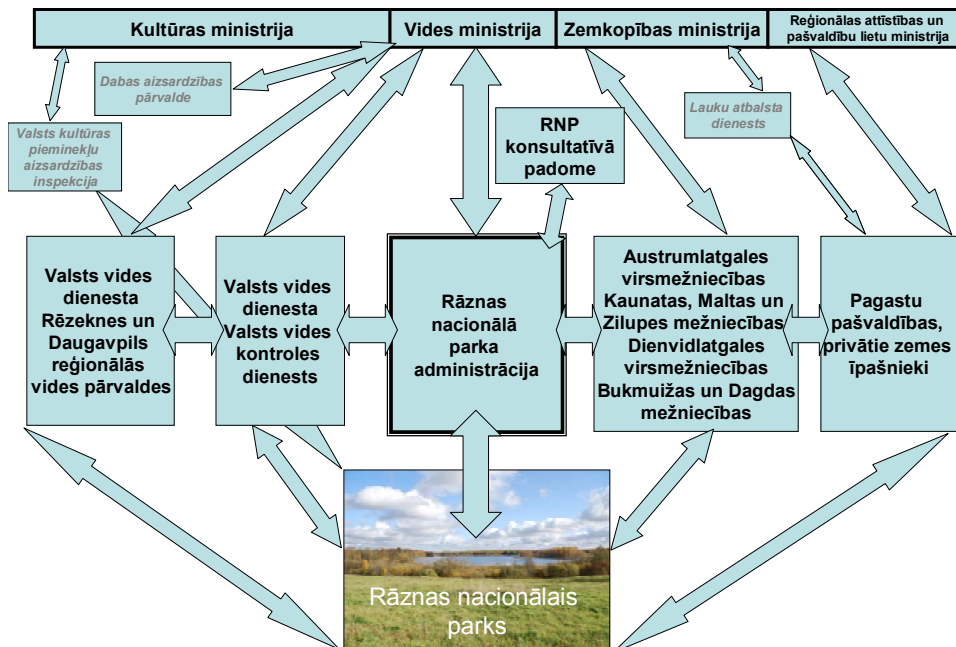 Kultūras ministrija
Vides ministrija
Zemkopības ministrija
Reģionālas attīstības un
pašvaldību lietu ministrija
Dabas aizsardzības
pārvalde
Valsts kultūras
pieminekļu
aizsardzības
inspekcija
RNP
konsultatīvā
padome
Lauku atbalsta
dienests
Valsts vides
dienesta
Rēzeknes un
Daugavpils
reģionālās
vides pārvaldes
Valsts vides
dienesta
Valsts vides
kontroles
dienests
Rāznas
nacionālā
parka
administrācija
Austrumlatgales
virsmežniecības
Kaunatas, Maltas un
Zilupes mežniecības
Dienvidlatgales
virsmežniecības
Bukmuižas un Dagdas
mežniecības
Pagastu
pašvaldības,
privātie zemes
īpašnieki
Rāznas nacionālais
parks